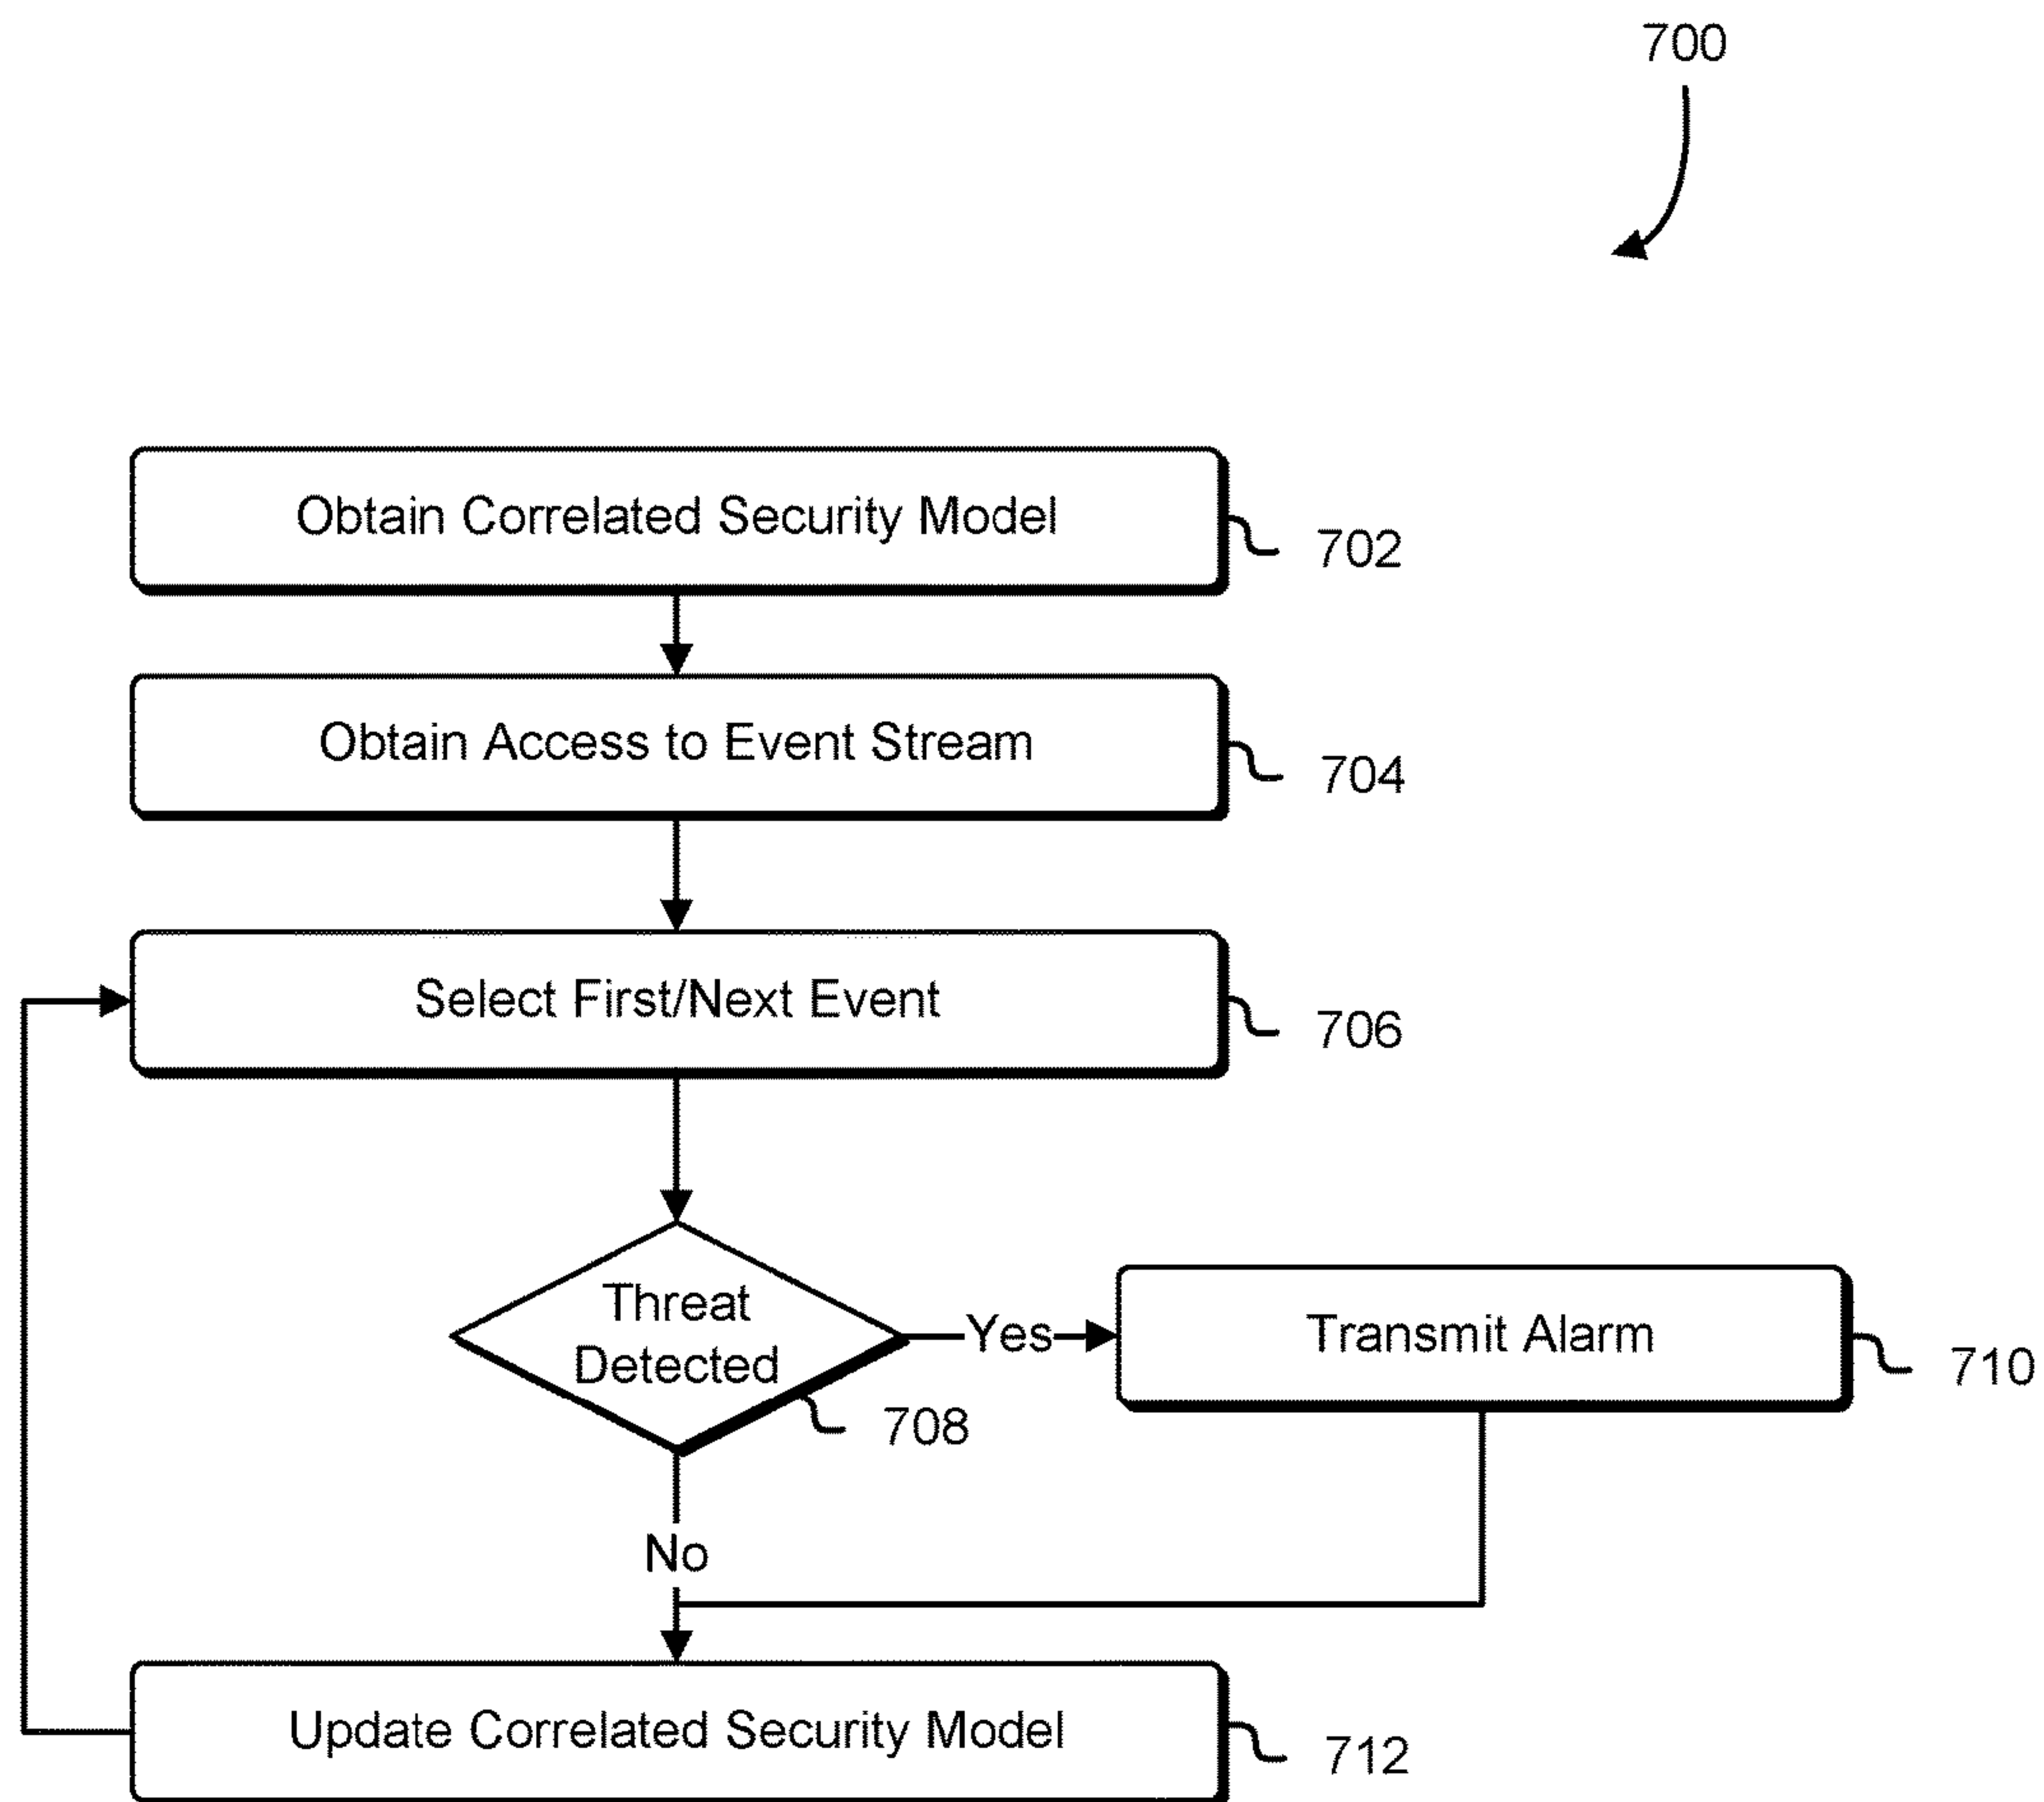 700
Obtain Correlated Security Model
702
Obtain Access to Event Stream
704
Select First/Next Event
706
Threat
Detected
708
Yes
Transmit Alarm
710
No
Update Correlated Security Model
712